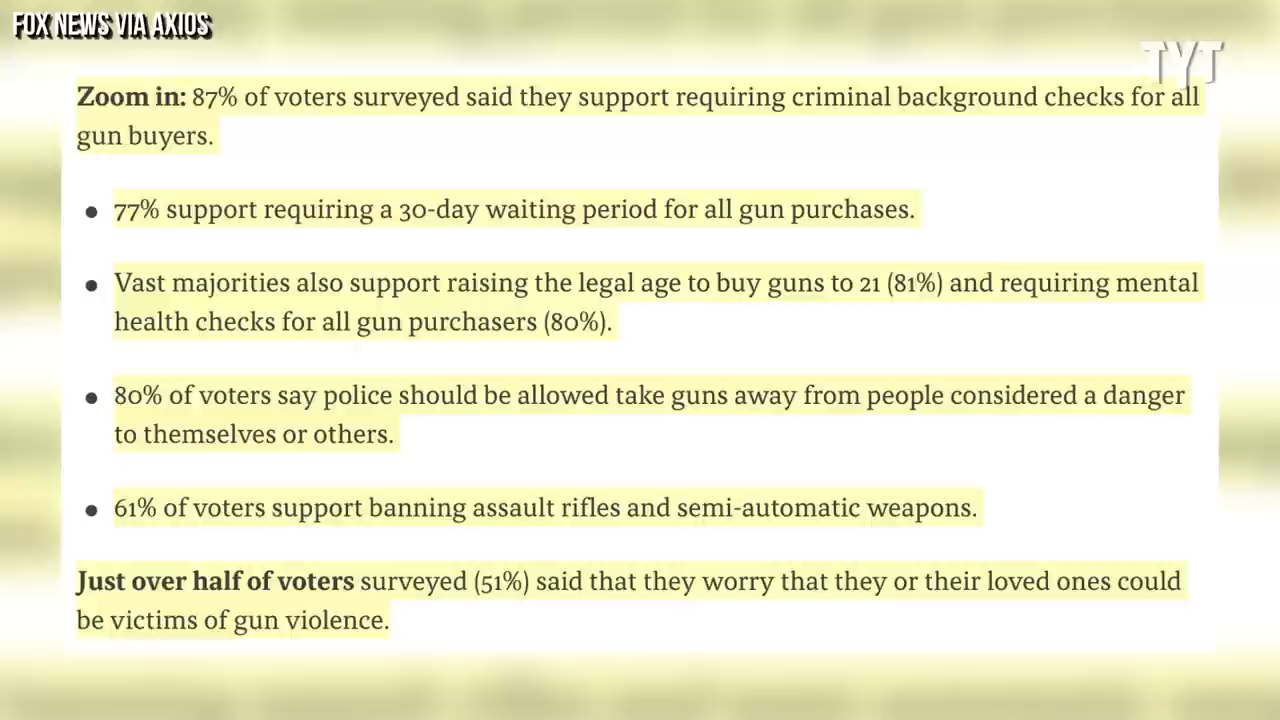 FOX NEWS VIA AXIOS
TYT
Zoom in: 87% of voters surveyed said they support requiring criminal background checks for all
gun buyers.
● 77% support requiring a 30-day waiting period for all gun purchases.
● Vast majorities also support raising the legal age to buy guns to 21 (81%) and requiring mental
health checks for all gun purchasers (80%).
● 80% of voters say police should be allowed take guns away from people considered a danger
to themselves or others.
● 61% of voters support banning assault rifles and semi-automatic weapons.
Just over half of voters surveyed (51%) said that they worry that they or their loved ones could
be victims of gun violence.